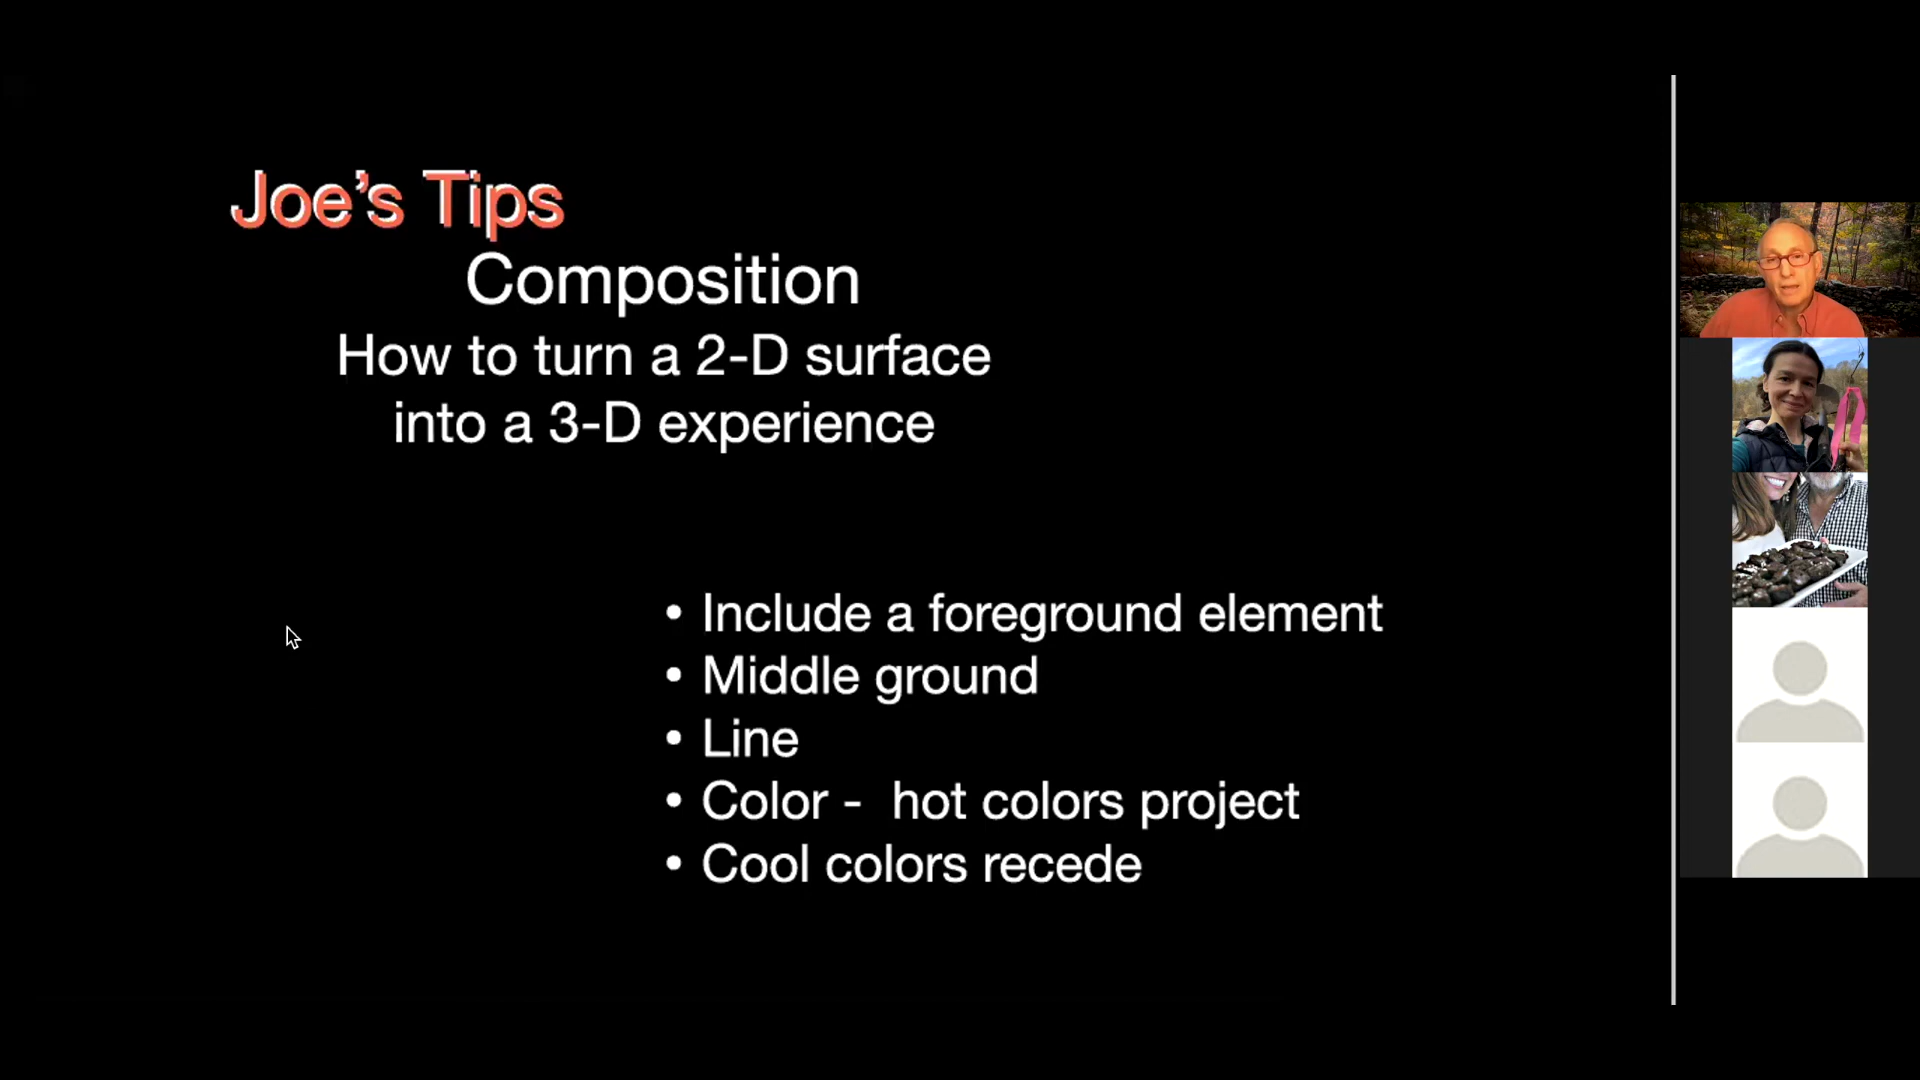 Joe's Tips
Composition
How to turn a 2-D surface
into a 3-D experience
• Include a foreground element
• Middle ground
• Line
• Color -  hot colors project
• Cool colors recede